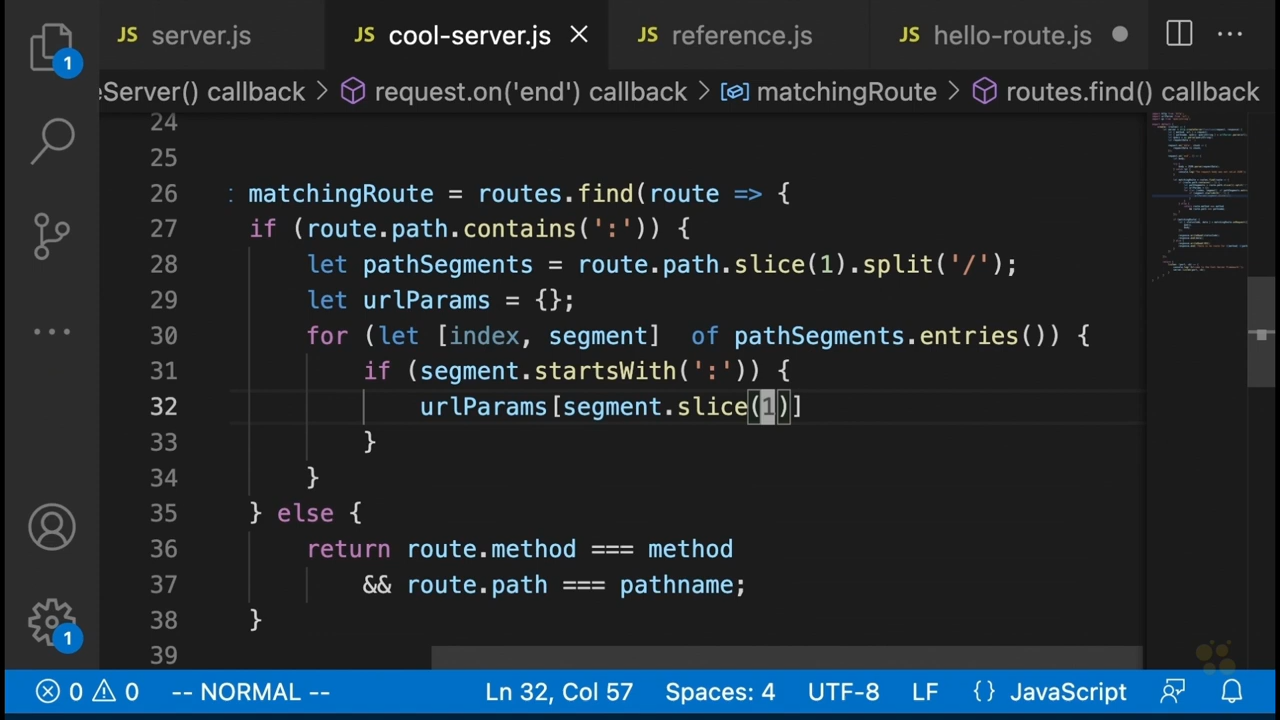 JS server.js JS cool-server.js × JS reference.js JS hello-route.js
eServer() callback > request.on('end') callback > matchingRoute > routes.find() callback
24
25
26 : matchingRoute = routes.find(route => {
27 if (route.path.contains(':')) {
28 let pathSegments = route.path.slice(1).split('/');
29 let urlParams = {};
30 for (let [index, segment]  of pathSegments.entries()) {
31 if (segment.startsWith(':')) {
32 urlParams[segment.slice(1)]
33 }
34 }
35 } else {
36 return route.method === method
37 && route.path === pathname;
38 }
39
1
1
0 0 -- NORMAL -- Ln 32, Col 57 Spaces: 4 UTF-8 LF {} JavaScript